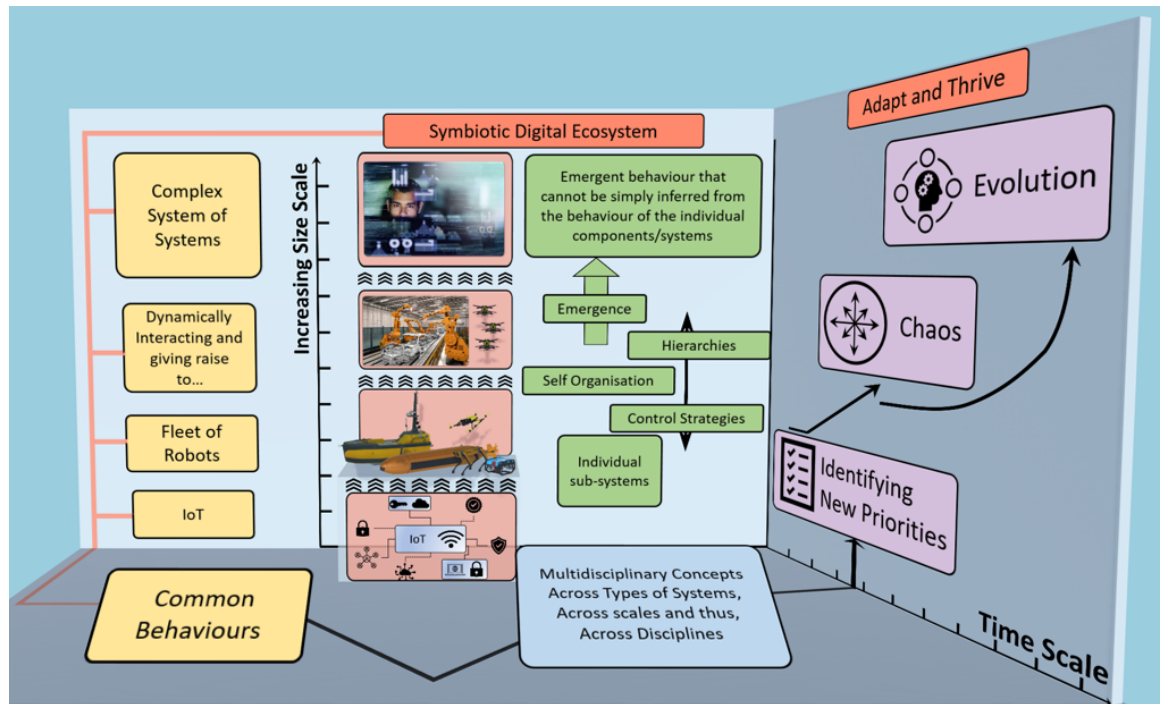 Symbiotic Digital Ecosystem
Adapt and Thrive
Complex
System of
Systems
Dynamically
Interacting and
giving raise
to...
Fleet of
Robots
IoT
Common
Behaviours
Increasing Size Scale
IoT
Emergent behaviour that
cannot be simply inferred from
the behaviour of the individual
components/systems
Emergence
Hierarchies
Self Organisation
Control Strategies
Individual
sub-systems
Multidisciplinary Concepts
Across Types of Systems,
Across scales and thus,
Across Disciplines
Evolution
Chaos
Identifying
New Priorities
Time Scale